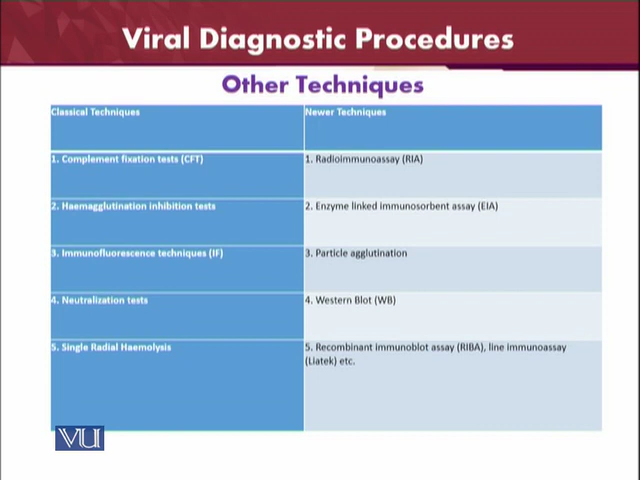 Viral Diagnostic Procedures
Other Techniques
Classical Techniques
Newer Techniques
1. Complement fixation tests (CFT)
1. Radioimmunoassay (RIA)
2. Haemagglutination inhibition tests
2. Enzyme linked immunosorbent assay (EIA)
3. Immunofluorescence techniques (IF)
3. Particle agglutination
4. Neutralization tests
4. Western Blot (WB)
5. Single Radial Haemolysis
5. Recombinant immunoblot assay (RIBA), line immunoassay
(Liatek) etc.
VU